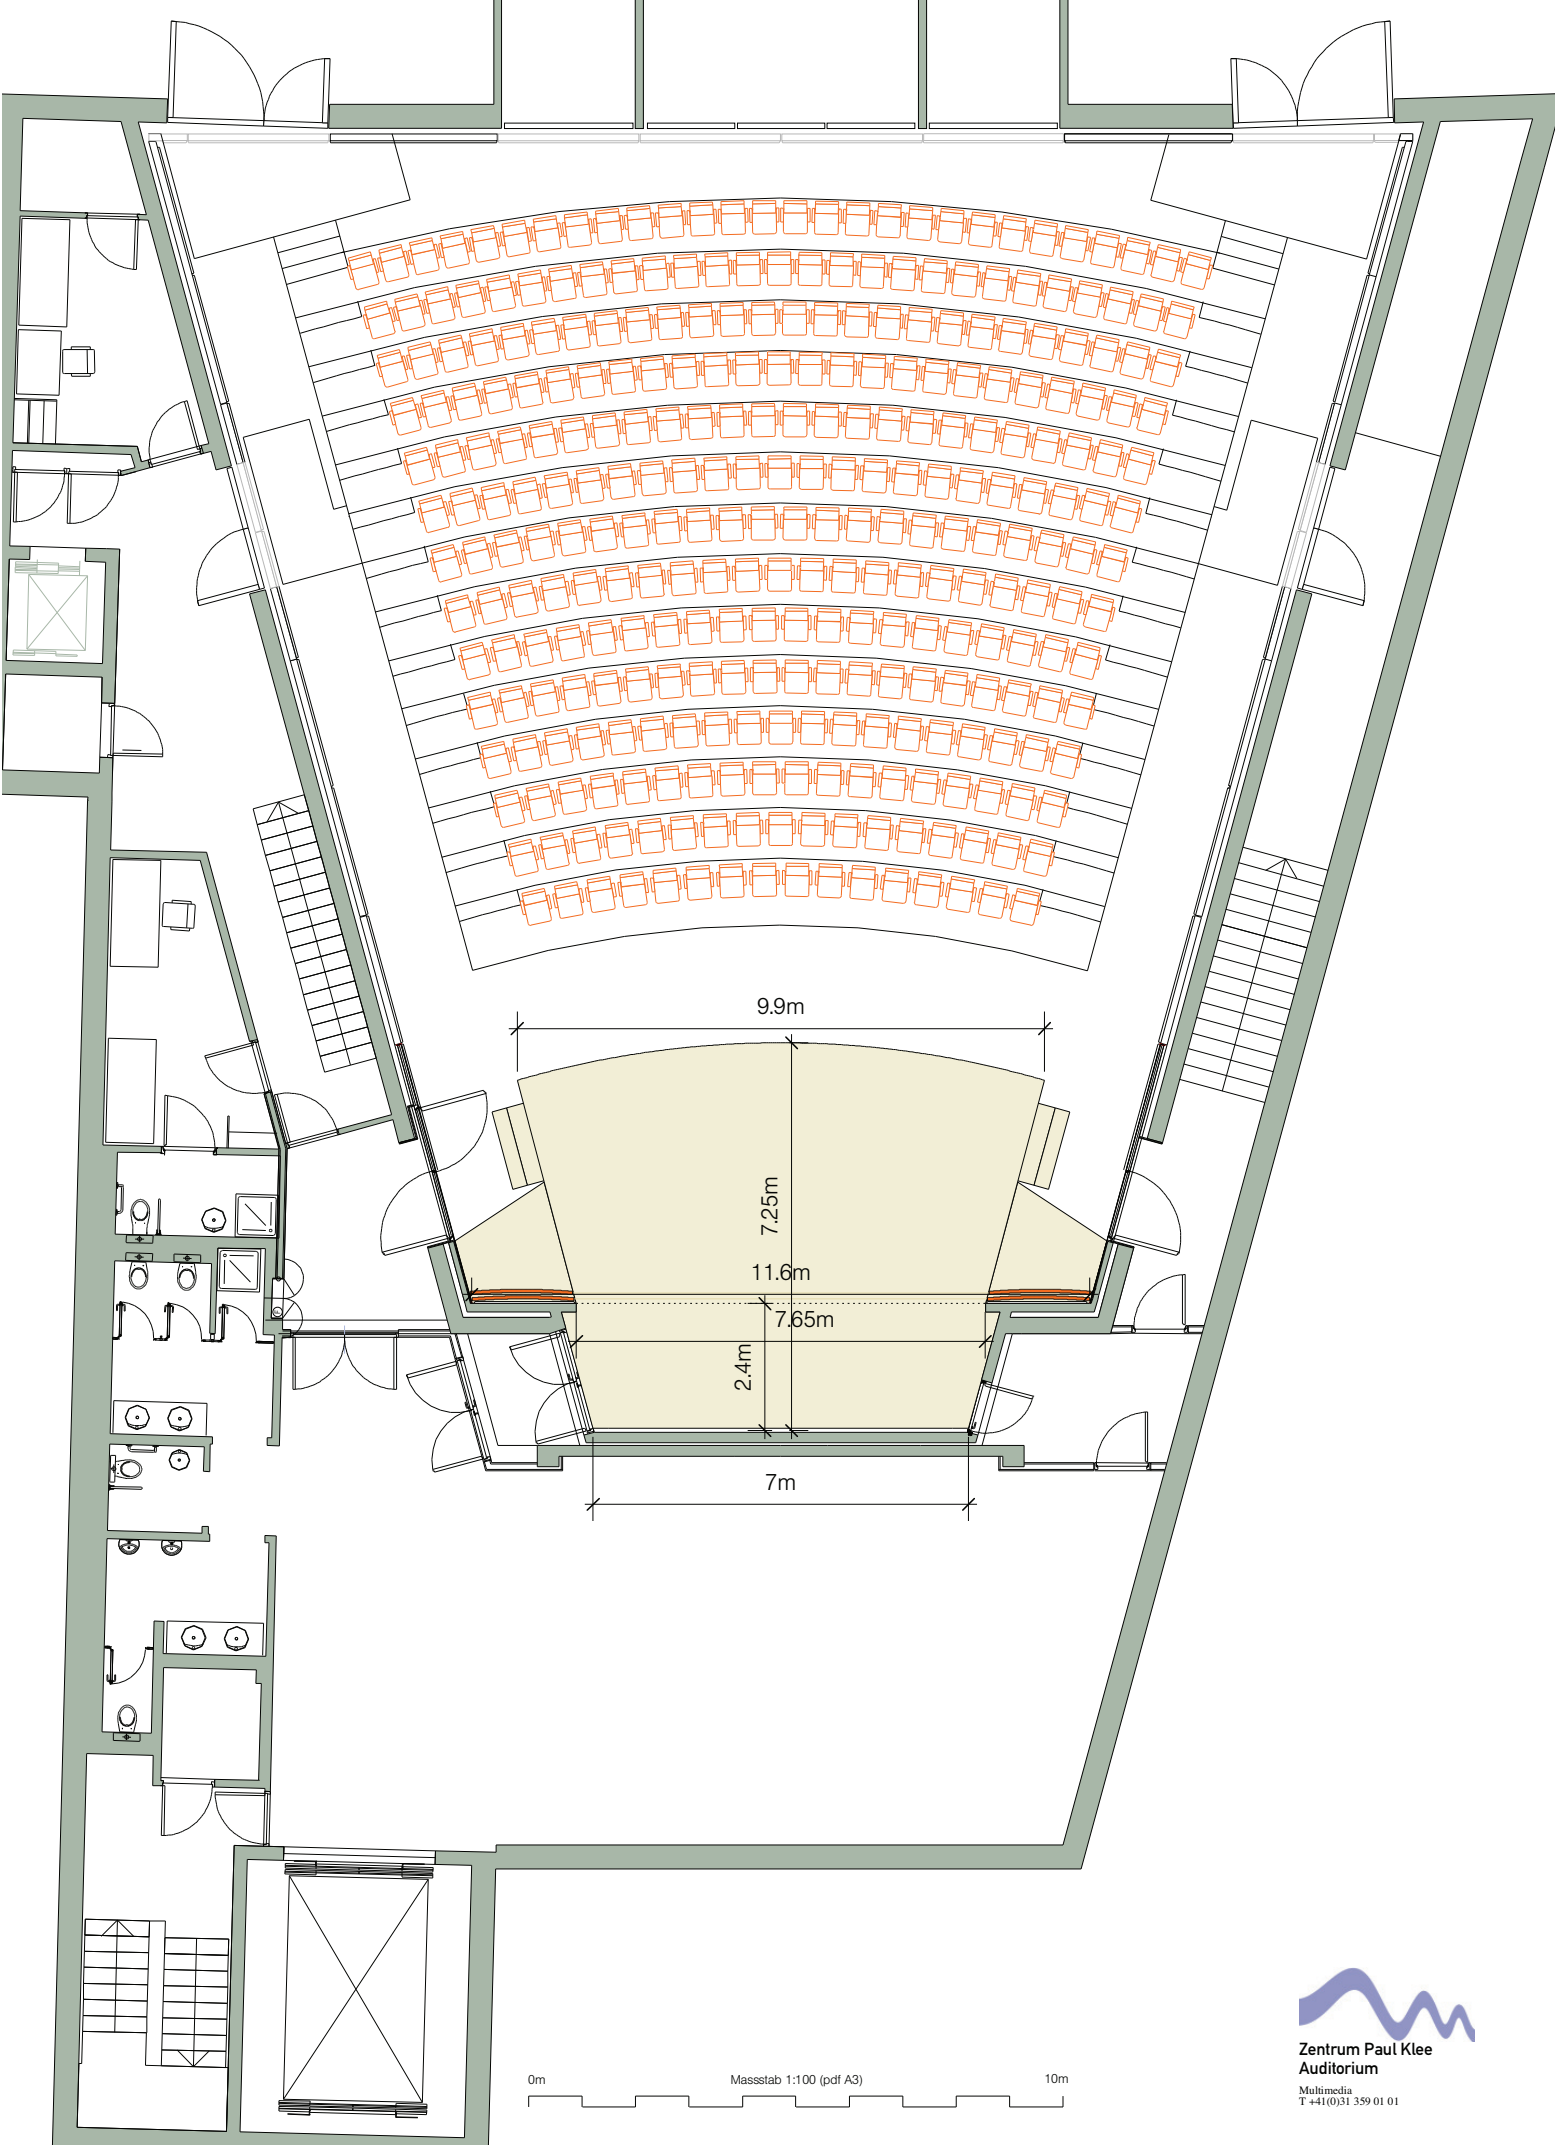 9.9m
7.25m
11.6m
7.65m
2.4m
7m
0m
Massstab 1:100 (pdf A3)
10m
Zentrum Paul Klee
Auditorium
Multimedia
T +41(0)31 359 01 01